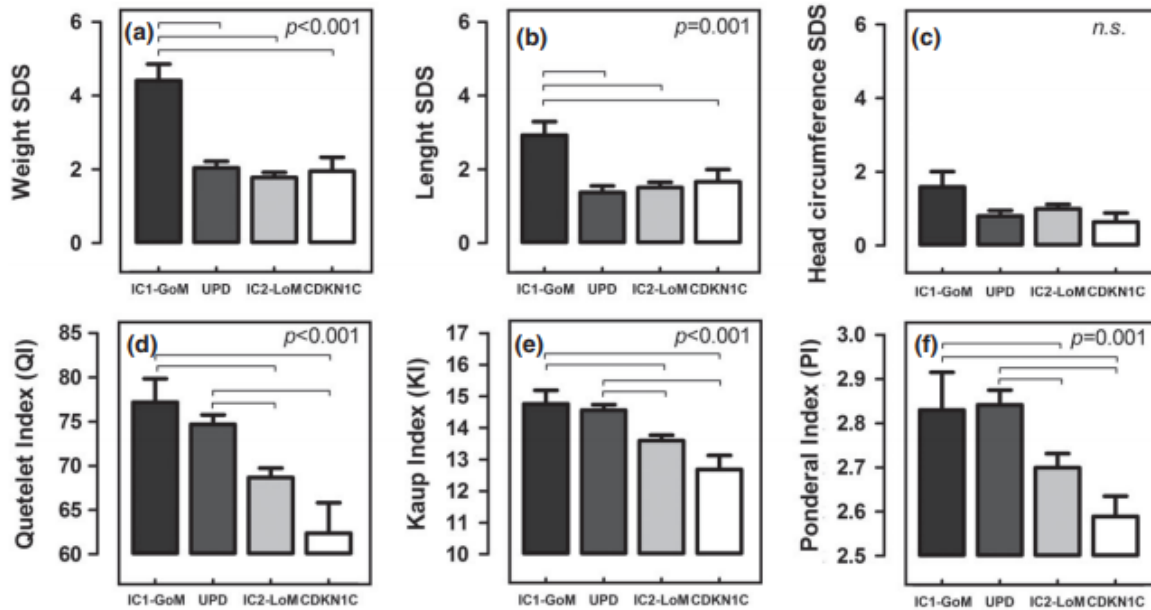 (a)
p<0.001
Weight SDS
6
4
2
0
IC1-GoM UPD IC2-LoM CDKN1C
(b)
p=0.001
Lenght SDS
6
4
2
0
IC1-GoM UPD IC2-LoM CDKN1C
(c)
n.s.
Head circumference SDS
6
4
2
0
IC1-GoM UPD IC2-LoM CDKN1C
(d)
p<0.001
Quetelet Index (QI)
85
80
75
70
65
60
IC1-GoM UPD IC2-LoM CDKN1C
(e)
p<0.001
Kaup Index (KI)
17
16
15
14
13
12
11
10
IC1-GoM UPD IC2-LoM CDKN1C
(f)
p=0.001
Ponderal Index (PI)
3.0
2.9
2.8
2.7
2.6
2.5
IC1-GoM UPD IC2-LoM CDKN1C